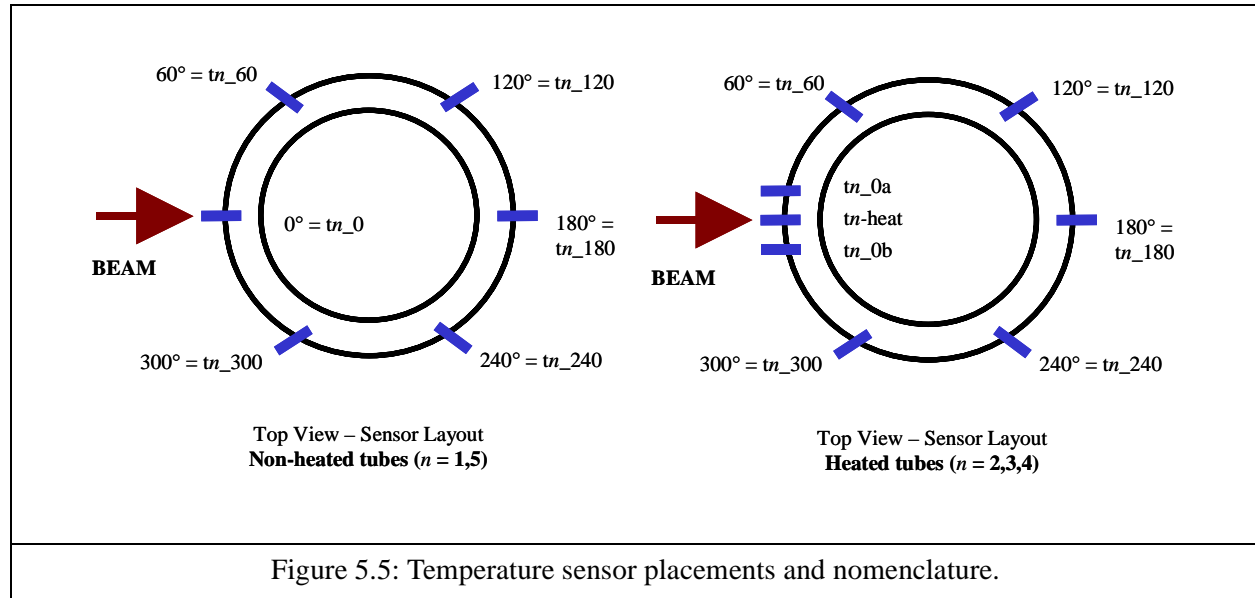 60° = tn_60
120° = tn_120
0° = tn_0
180° =
tn_180
BEAM
300° = tn_300
240° = tn_240
Top View – Sensor Layout
Non-heated tubes (n = 1,5)
60° = tn_60
120° = tn_120
tn_0a
tn-heat
tn_0b
180° =
tn_180
BEAM
300° = tn_300
240° = tn_240
Top View – Sensor Layout
Heated tubes (n = 2,3,4)
Figure 5.5: Temperature sensor placements and nomenclature.